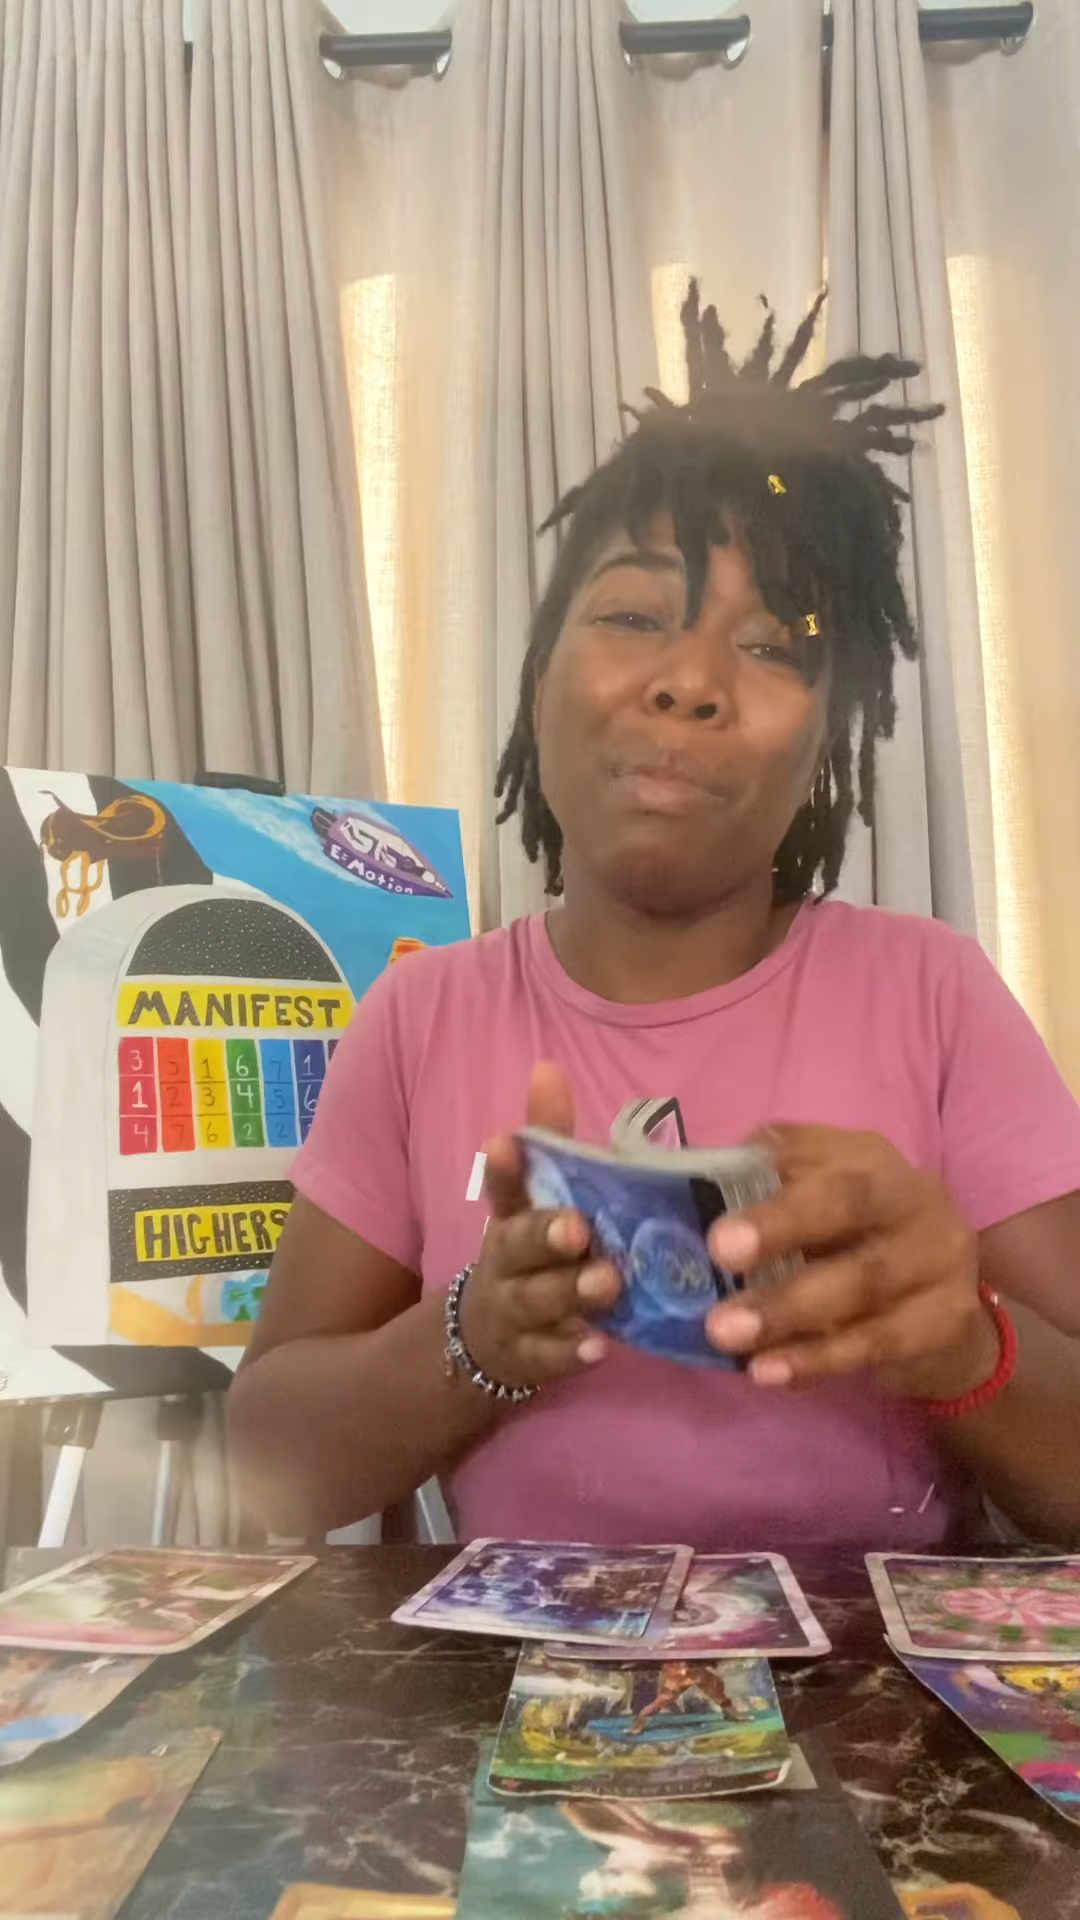 E=Motion
MANIFEST
3 5 1 6 7 1
1 2 3 4 5 6
4 7 6 2 2
HIGHERS